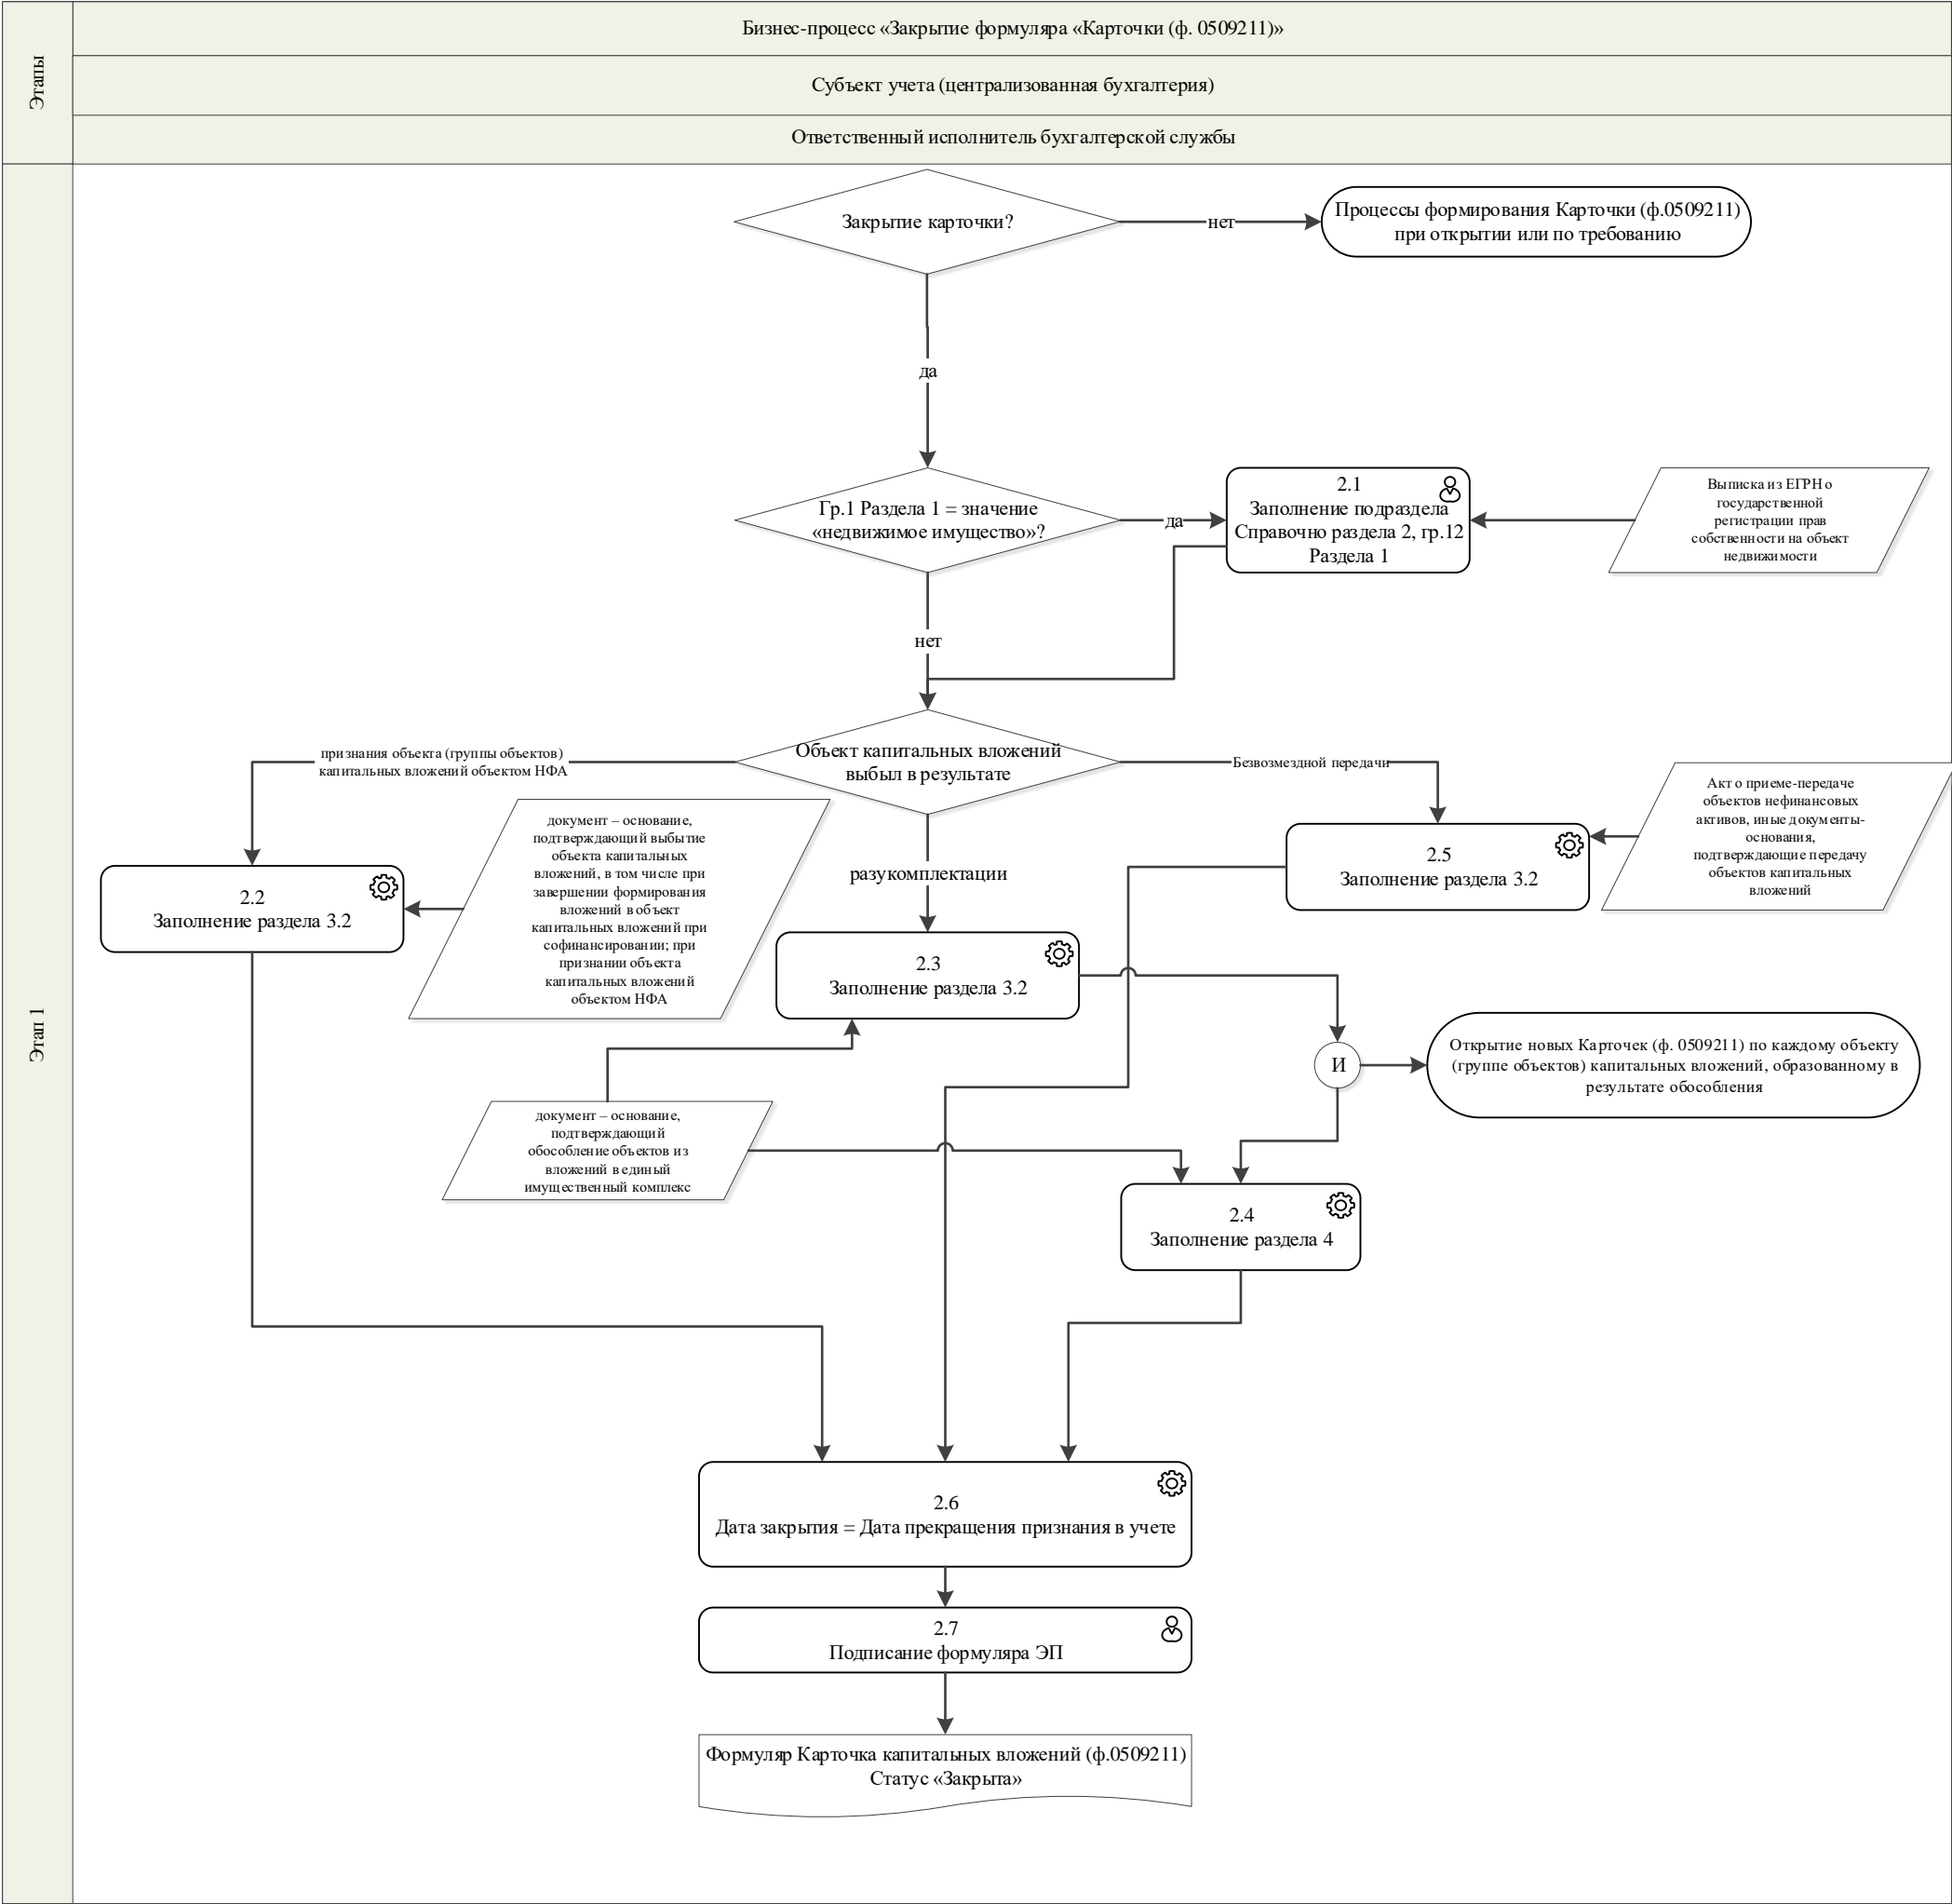 Этапы
Бизнес-процесс «Закрытие формуляра «Карточки (ф. 0509211)»
Субъект учета (централизованная бухгалтерия)
Ответственный исполнитель бухгалтерской службы
Этап 1
Закрытие карточки?
нет
Процессы формирования Карточки (ф.0509211)
при открытии или по требованию
да
Гр.1 Раздела 1 = значение
«недвижимое имущество»?
да
2.1
Заполнение подраздела
Справочно раздела 2, гр.12
Раздела 1
Выписка из ЕГРН о
государственной
регистрации прав
собственности на объект
недвижимости
нет
Объект капитальных вложений
выбыл в результате
признания объекта (группы объектов)
капитальных вложений объектом НФА
Безвозмездной передачи
разукомплектации
документ – основание,
подтверждающий выбытие
объекта капитальных
вложений, в том числе при
завершении формирования
вложений в объект
капитальных вложений при
софинансировании; при
признании объекта
капитальных вложений
объектом НФА
2.2
Заполнение раздела 3.2
2.3
Заполнение раздела 3.2
2.5
Заполнение раздела 3.2
Акт о приеме-передаче
объектов нефинансовых
активов, иные документы-
основания,
подтверждающие передачу
объектов капитальных
вложений
И
Открытие новых Карточек (ф. 0509211) по каждому объекту
(группе объектов) капитальных вложений, образованному в
результате обособления
документ – основание,
подтверждающий
обособление объектов из
вложений в единый
имущественный комплекс
2.4
Заполнение раздела 4
2.6
Дата закрытия = Дата прекращения признания в учете
2.7
Подписание формуляра ЭП
Формуляр Карточка капитальных вложений (ф.0509211)
Статус «Закрыта»